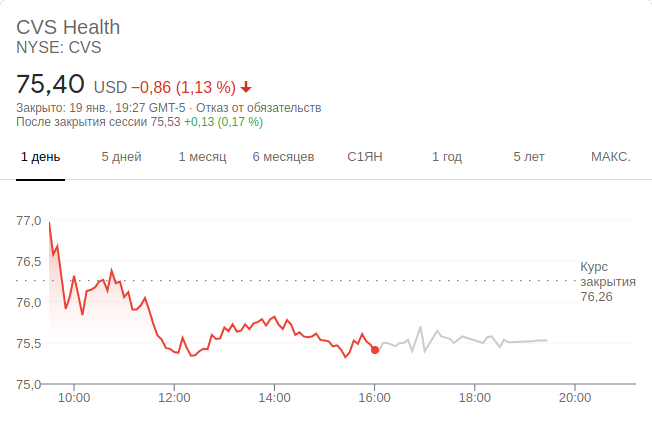 CVS Health
NYSE: CVS
75,40 USD −0,86 (1,13 %)
Закрыто: 19 янв., 19:27 GMT-5 · Отказ от обязательств
После закрытия сессии 75,53 +0,13 (0,17 %)
1 день 5 дней 1 месяц 6 месяцев С1ЯН 1 год 5 лет МАКС.
77,0
76,5
Курс
закрытия
76,26
76,0
75,5
75,0
10:00 12:00 14:00 16:00 18:00 20:00